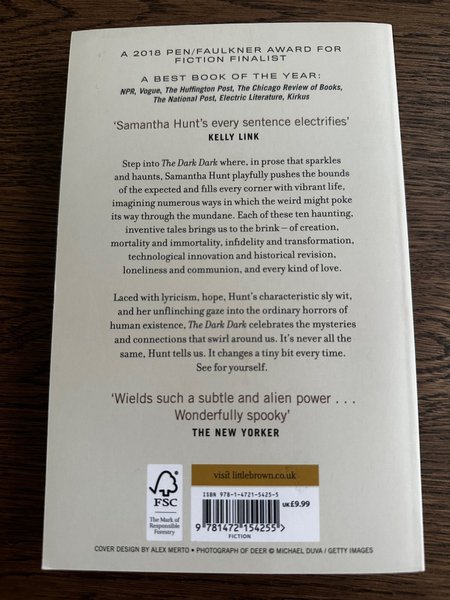 A 2018 PEN/FAULKNER AWARD FOR
FICTION FINALIST
A BEST BOOK OF THE YEAR:
NPR, Vogue, The Huffington Post, The Chicago Review of Books,
The National Post, Electric Literature, Kirkus
‘Samantha Hunt’s every sentence electrifies’
KELLY LINK
Step into The Dark Dark where, in prose that sparkles
and haunts, Samantha Hunt playfully pushes the bounds
of the expected and fills every corner with vibrant life,
imagining numerous ways in which the weird might poke
its way through the mundane. Each of these ten haunting,
inventive tales brings us to the brink – of creation,
mortality and immortality, infidelity and transformation,
technological innovation and historical revision,
loneliness and communion, and every kind of love.
Laced with lyricism, hope, Hunt’s characteristic sly wit,
and her unflinching gaze into the ordinary horrors of
human existence, The Dark Dark celebrates the mysteries
and connections that swirl around us. It’s never all the
same, Hunt tells us. It changes a tiny bit every time.
See for yourself.
‘Wields such a subtle and alien power . . .
Wonderfully spooky’
THE NEW YORKER
FSC
The Mark of
Responsible
Forestry
visit littlebrown.co.uk
ISBN 978-1-4721-5425-5
UK £9.99
9 781472 154255 >
FICTION
COVER DESIGN BY ALEX MERTO • PHOTOGRAPH OF DEER © MICHAEL DUVA / GETTY IMAGES